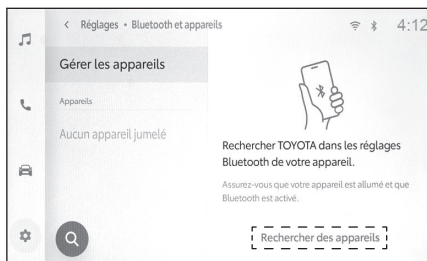 < Réglages • Bluetooth et appareils
4:12
Gérer les appareils
Appareils
Aucun appareil jumelé
Rechercher TOYOTA dans les réglages
Bluetooth de votre appareil.
Assurez-vous que votre appareil est allumé et que
Bluetooth est activé.
Rechercher des appareils